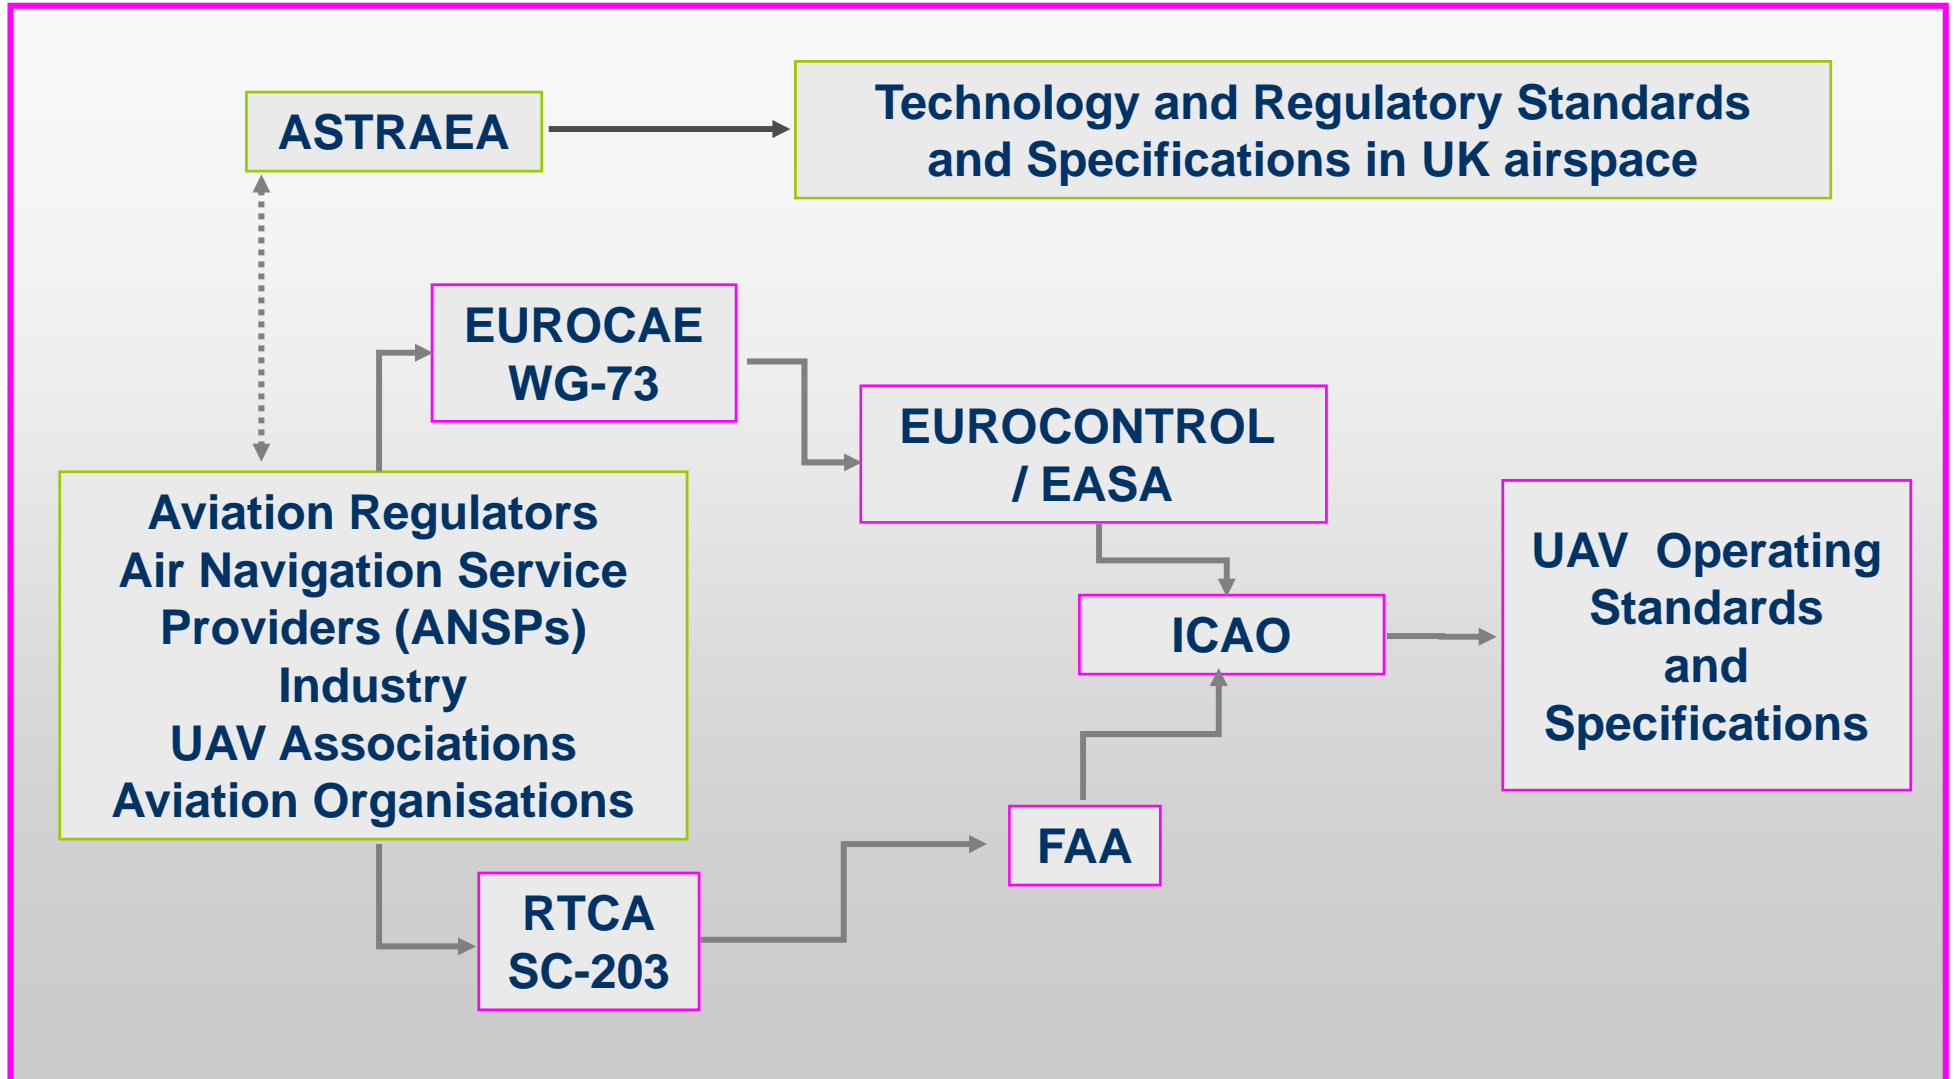 ASTRAEA
Technology and Regulatory Standards
and Specifications in UK airspace
EUROCAE
WG-73
EUROCONTROL
/ EASA
Aviation Regulators
Air Navigation Service
Providers (ANSPs)
Industry
UAV Associations
Aviation Organisations
ICAO
UAV  Operating
Standards
and
Specifications
FAA
RTCA
SC-203